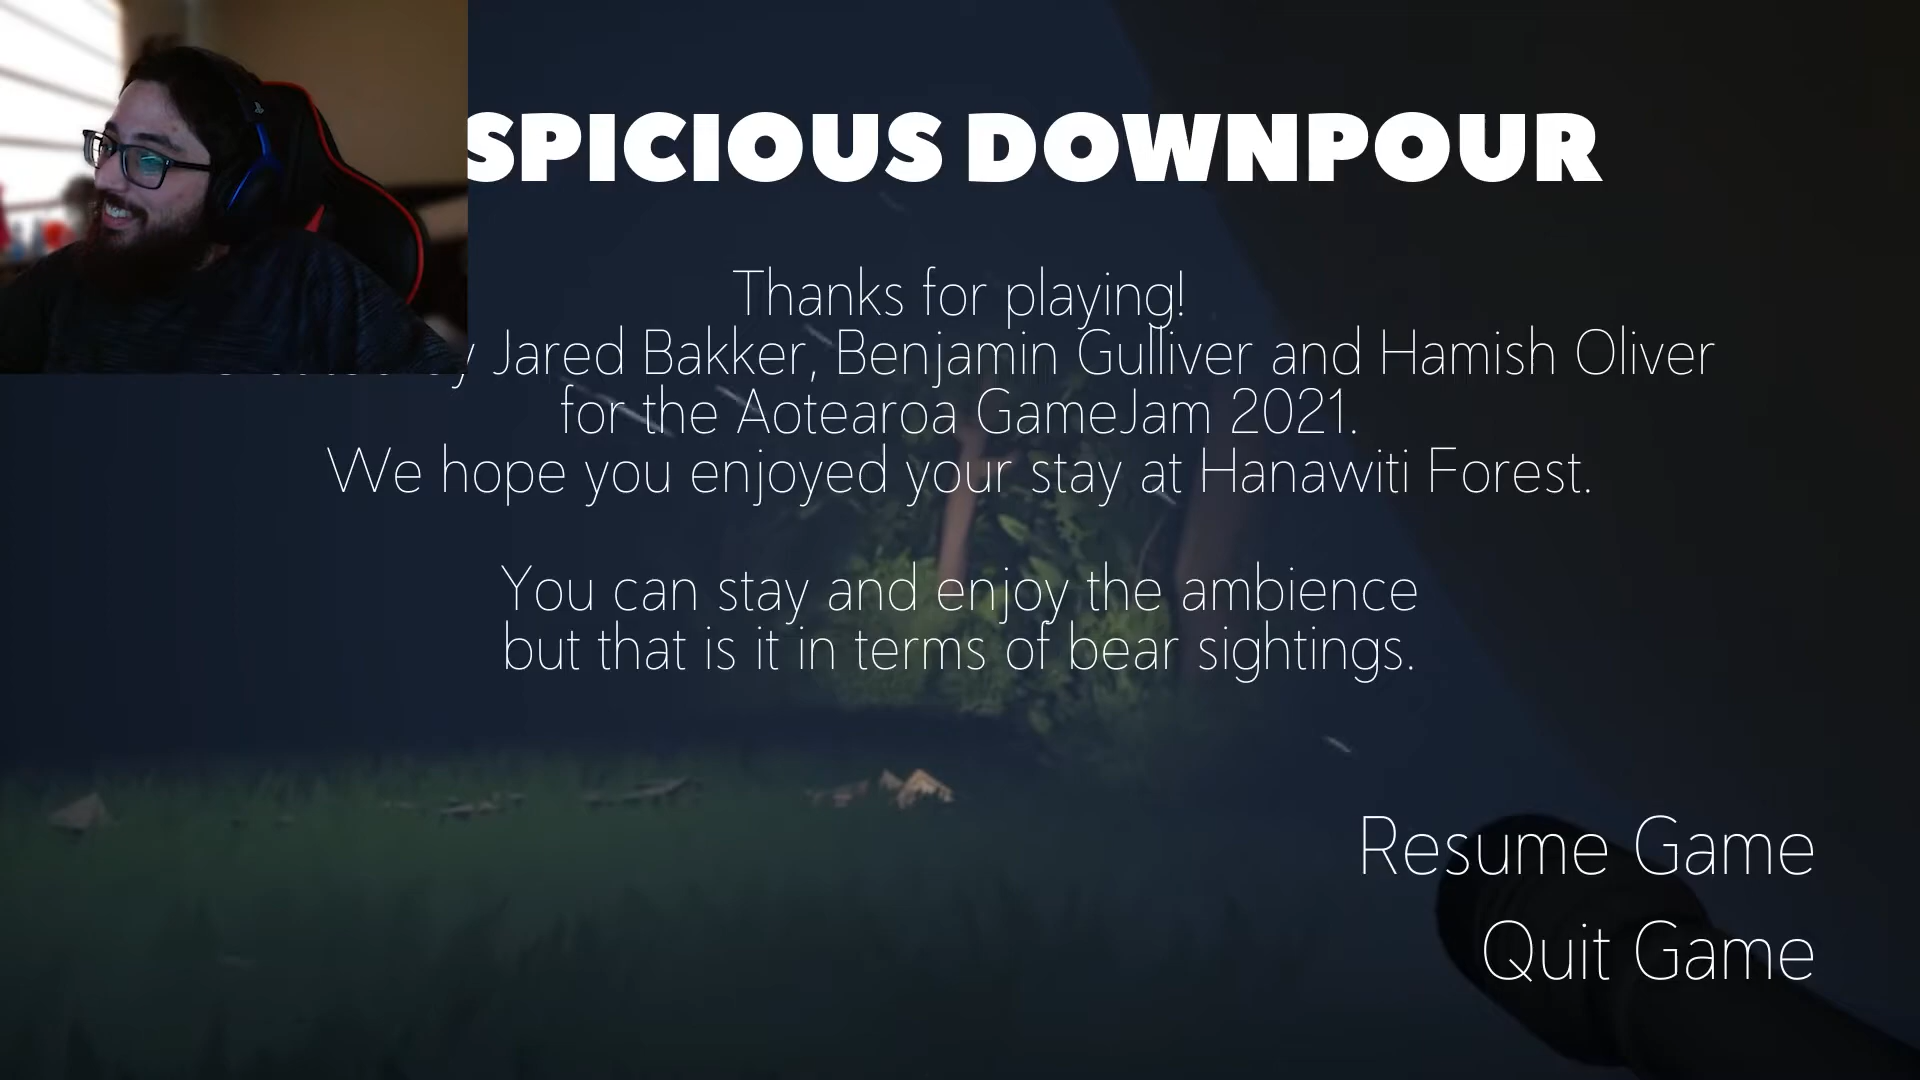 SPICIOUS DOWNPOUR
Thanks for playing!
y Jared Bakker, Benjamin Gulliver and Hamish Oliver
for the Aotearoa GameJam 2021.
We hope you enjoyed your stay at Hanawiti Forest.
You can stay and enjoy the ambience
but that is it in terms of bear sightings.
Resume Game
Quit Game